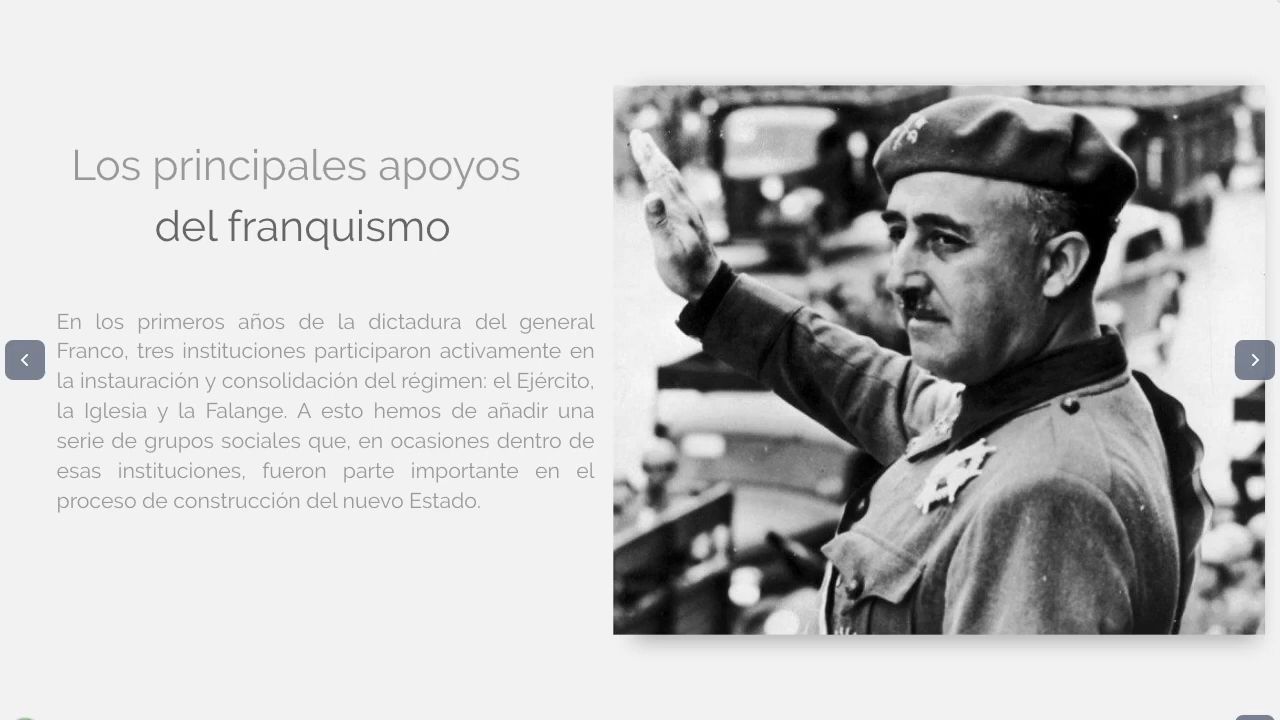 Los principales apoyos
del franquismo
En los primeros años de la dictadura del general
Franco, tres instituciones participaron activamente en
la instauración y consolidación del régimen: el Ejército,
la Iglesia y la Falange. A esto hemos de añadir una
serie de grupos sociales que, en ocasiones dentro de
esas instituciones, fueron parte importante en el
proceso de construcción del nuevo Estado.